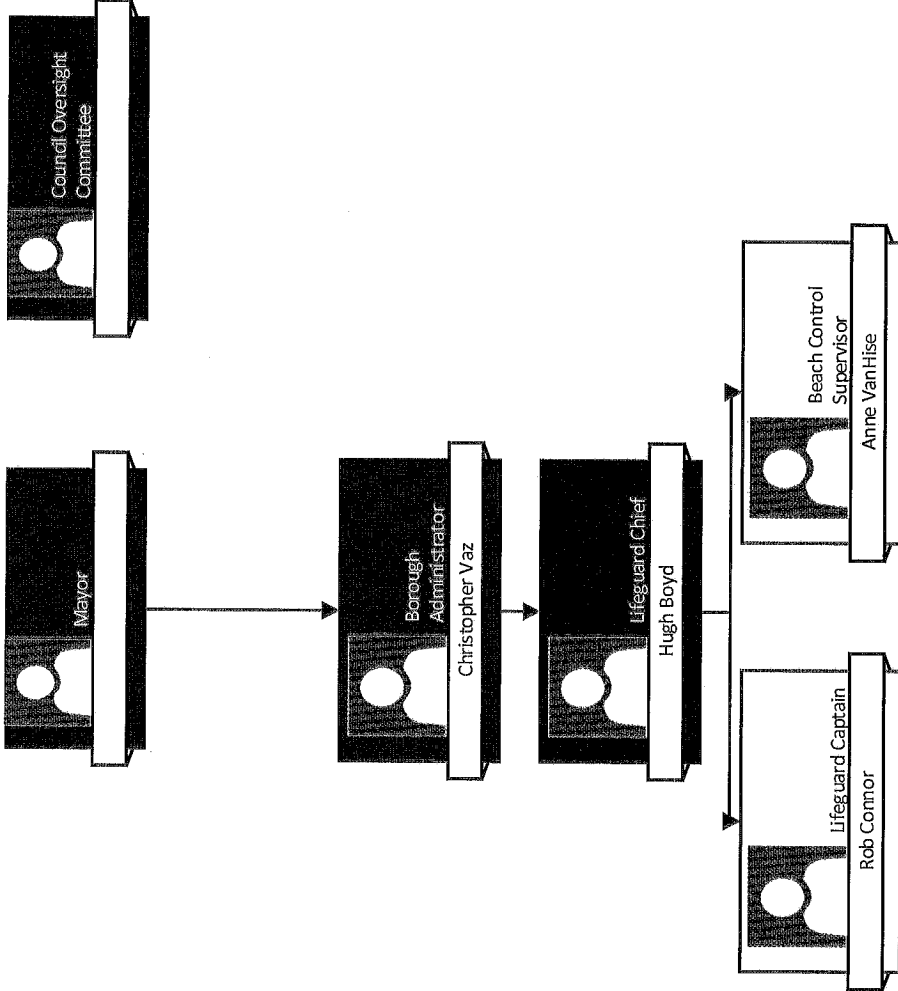 Mayor
Council Oversight
Committee
Borough
Administrator
Christopher Vaz
Lifeguard Chief
Hugh Boyd
Lifeguard Captain
Rob Connor
Beach Control
Supervisor
Anne VanHise